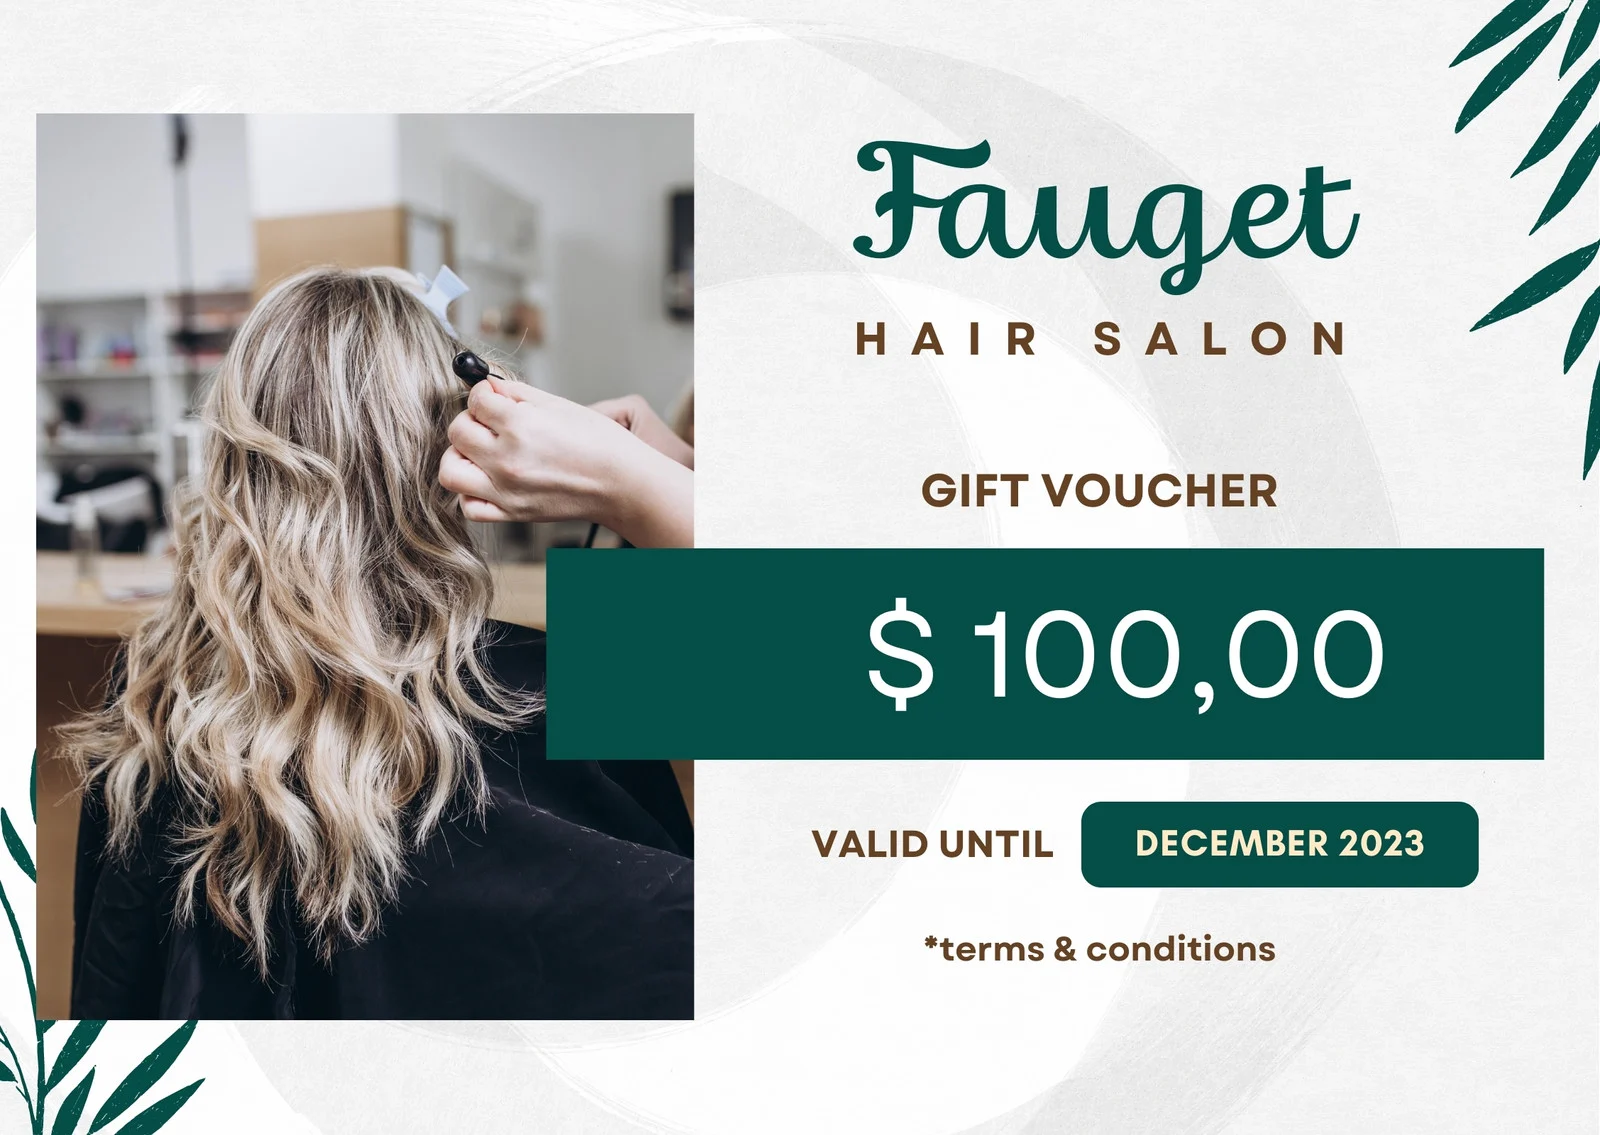 Fauget
HAIR SALON
GIFT VOUCHER
$ 100,00
VALID UNTIL DECEMBER 2023
*terms & conditions